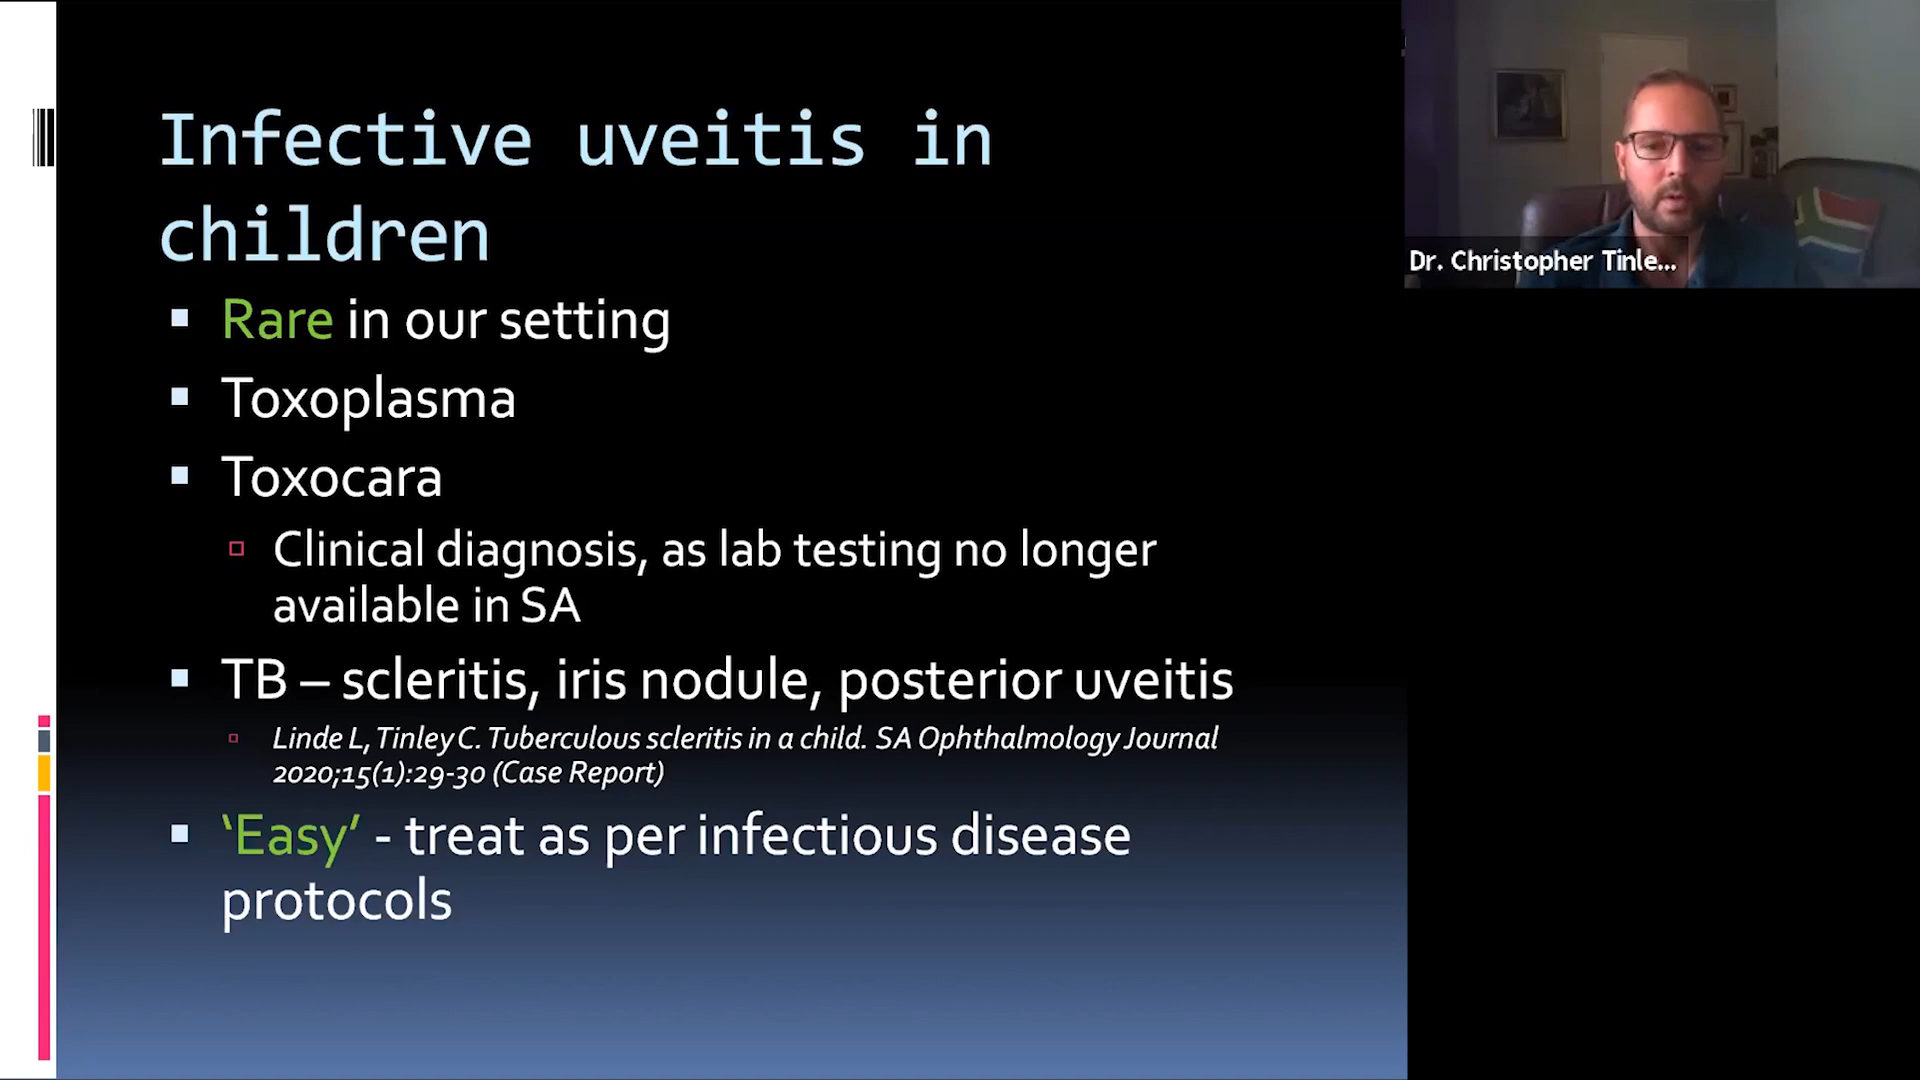 Infective uveitis in
children
Rare in our setting
Toxoplasma
Toxocara
Clinical diagnosis, as lab testing no longer
available in SA
TB – scleritis, iris nodule, posterior uveitis
Linde L, Tinley C. Tuberculous scleritis in a child. SA Ophthalmology Journal
2020;15(1):29-30 (Case Report)
‘Easy’ - treat as per infectious disease
protocols
Dr. Christopher Tinle...